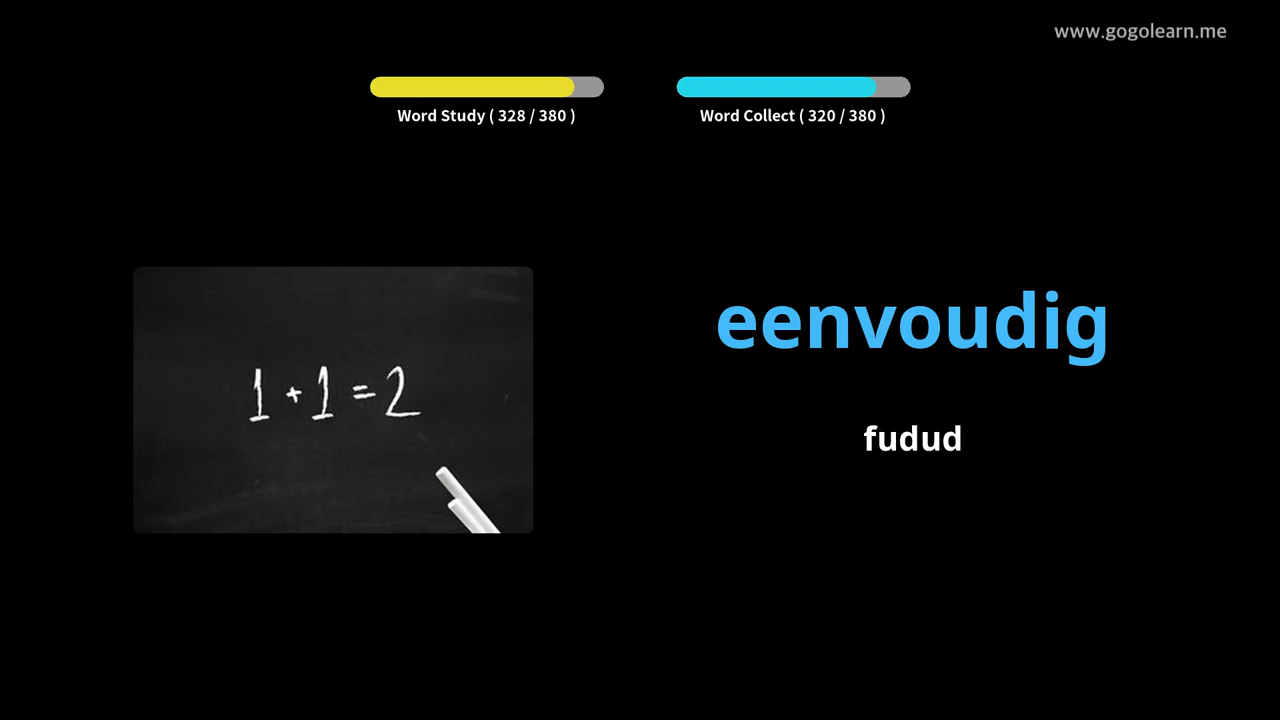 www.gogolearn.me
Word Study ( 328 / 380 )
Word Collect ( 320 / 380 )
1 + 1 = 2
eenvoudig
fudud